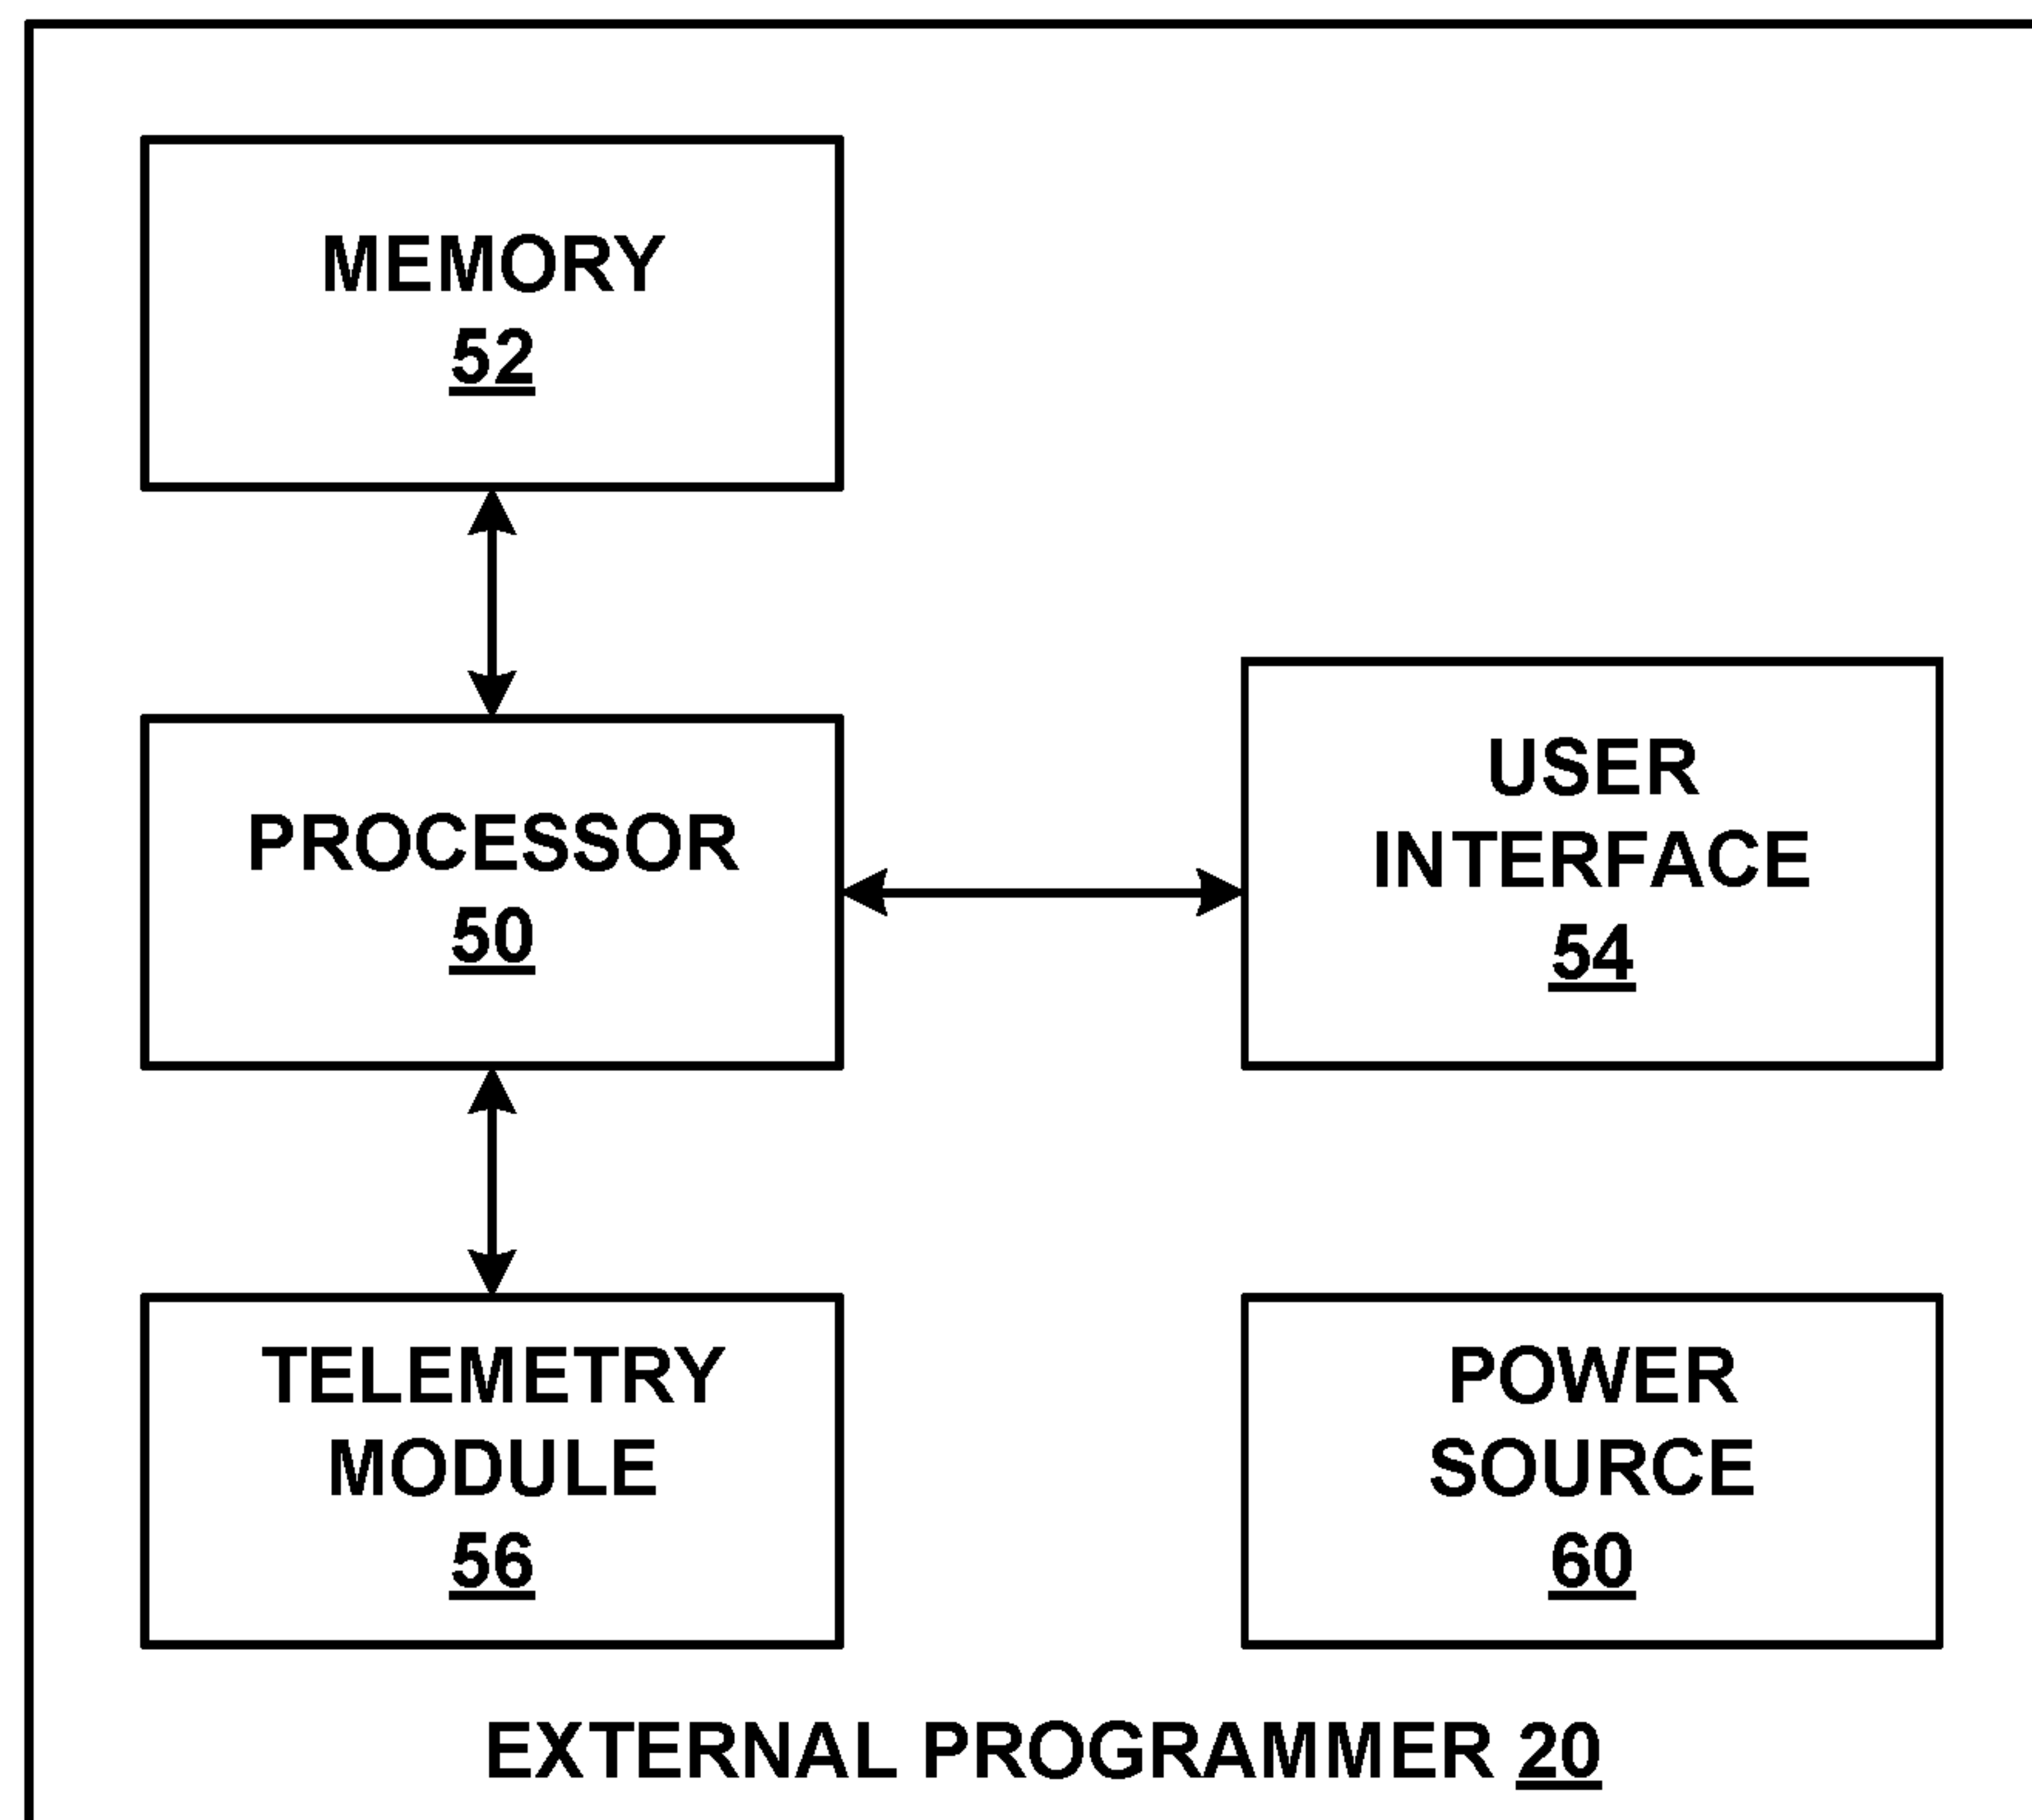 MEMORY
52
PROCESSOR
50
USER
INTERFACE
54
TELEMETRY
MODULE
56
POWER
SOURCE
60
EXTERNAL PROGRAMMER 20